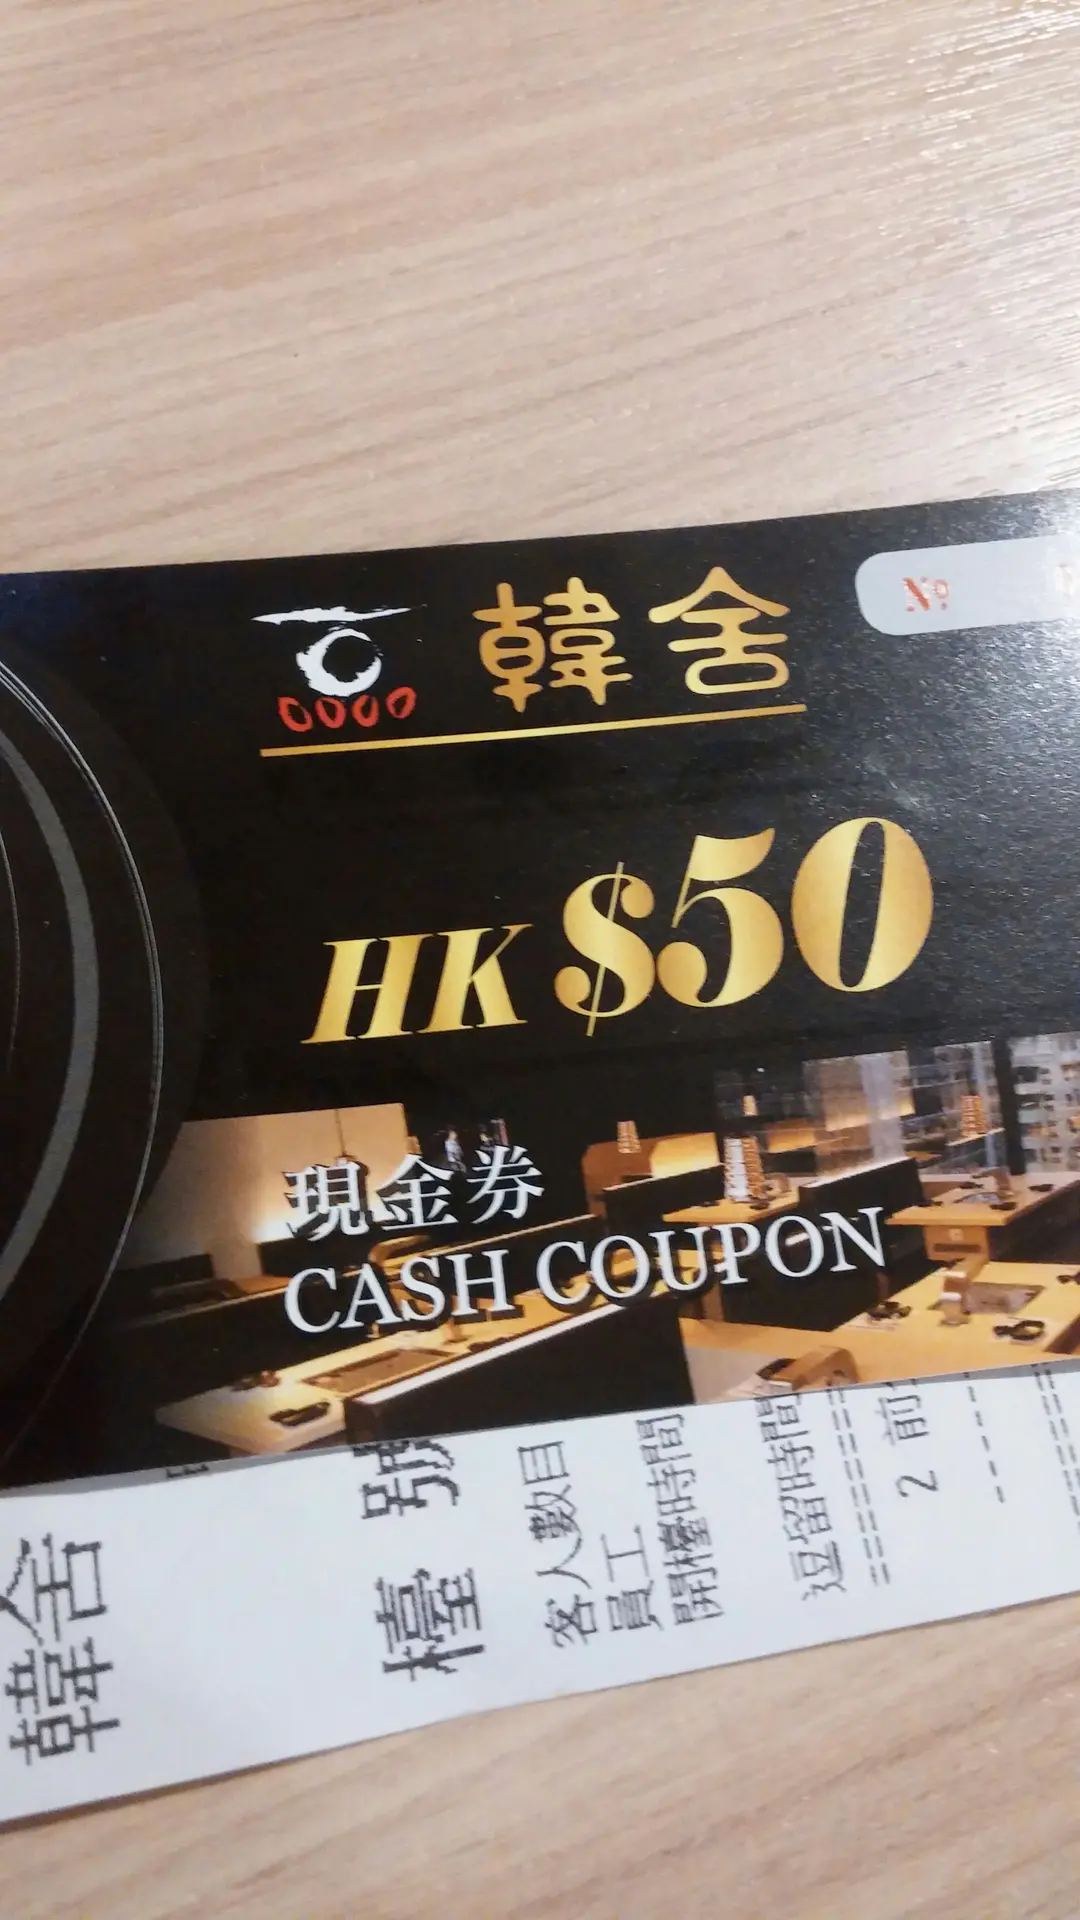 韓舍
Nº
HK $50
現金券
CASH COUPON
韓舍
檯 號
客人數目
員工
開檯時間
逗留時間
==========
2 前